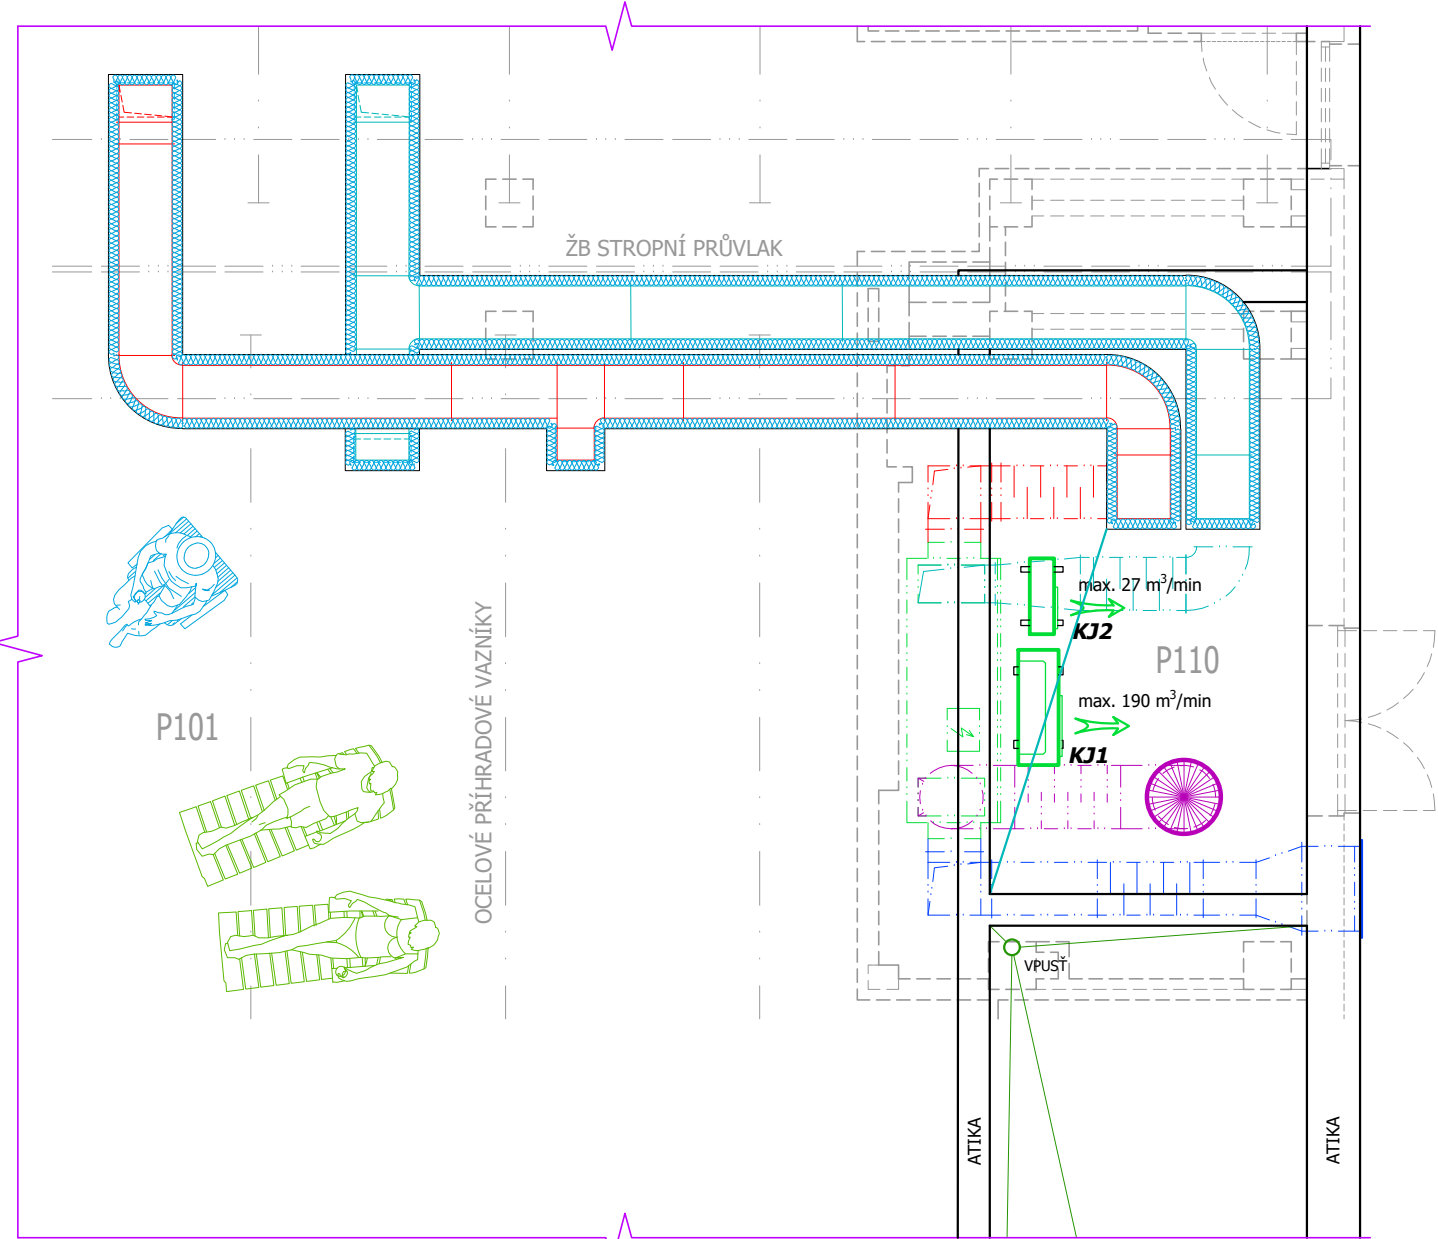 ŽB STROPNÍ PRŮVLAK
max. 27 m³/min
KJ2
P110
OCELOVÉ PŘÍHRADOVÉ VAZNÍKY
P101
max. 190 m³/min
KJ1
VPUSŤ
ATIKA
ATIKA